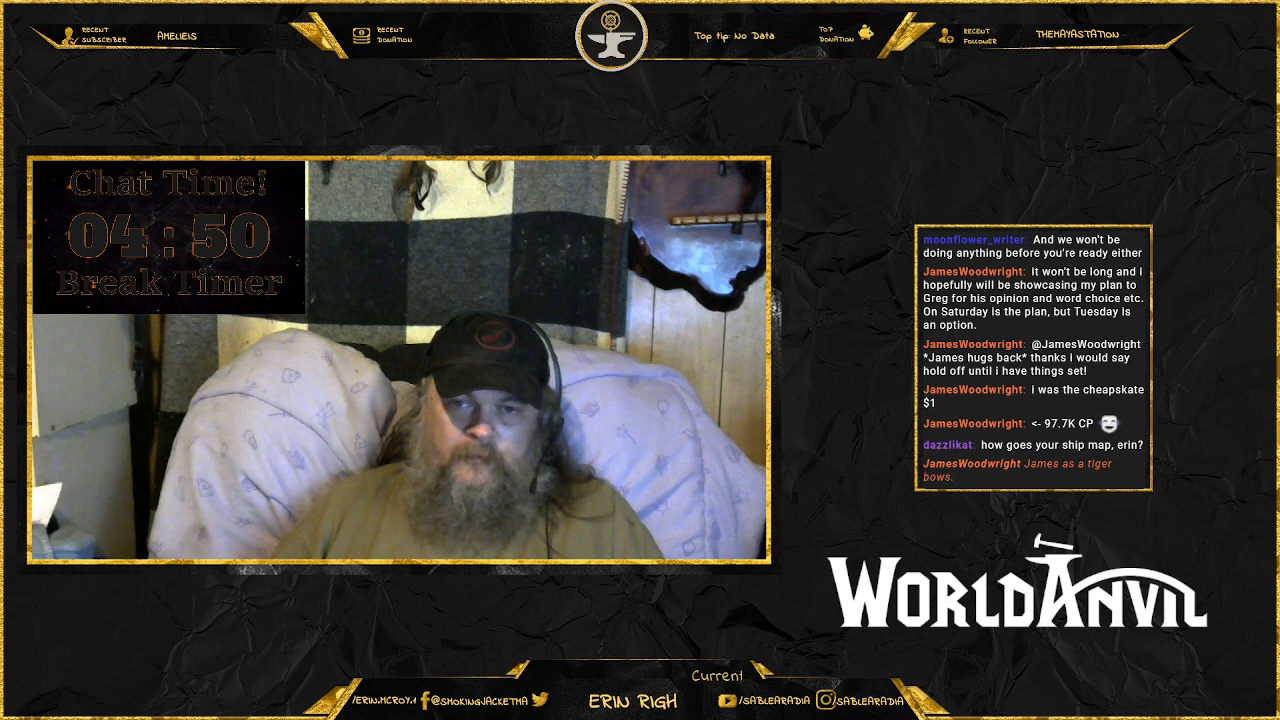 RECENT
SUBSCRIBER
AMELIEIS
RECENT
DONATION
Top tip: No Data
TOP
DONATION
RECENT
FOLLOWER
THEMAYASTATION
Chat Time!
04:50
Break Timer
moonflower_writer: And we won't be
doing anything before you're ready either
JamesWoodwright: It won't be long and i
hopefully will be showcasing my plan to
Greg for his opinion and word choice etc.
On Saturday is the plan, but Tuesday is
an option.
JamesWoodwright: @JamesWoodwright
*James hugs back* thanks I would say
hold off until i have things set!
JamesWoodwright: i was the cheapskate
$1
JamesWoodwright: <- 97.7K CP
dazzlikat: how goes your ship map, erin?
JamesWoodwright James as a tiger
bows.
WORLDANVIL
Current
/ERIN.MCROY.1
@SMOKINGJACKETMA
ERIN RIGH
/SABLEARADIA
/SABLEARADIA